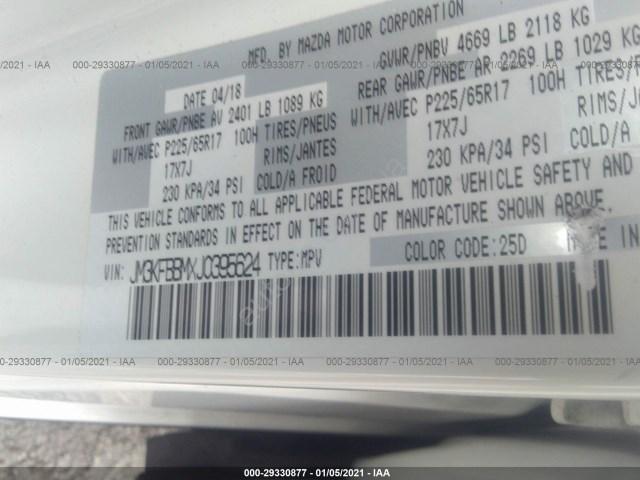 000-29330877 - 01/05/2021 - IAA
MFD. BY MAZDA MOTOR CORPORATION
DATE 04/18
GVWR/PNBV 4669 LB 2118 KG
FRONT GAWR/PNBE AV 2401 LB 1089 KG
WITH/AVEC P225/65R17 100H TIRES/PNEUS
17X7J RIMS/JANTES
230 KPA/34 PSI COLD/A FROID
REAR GAWR/PNBE AR 2269 LB 1029 KG
WITH/AVEC P225/65R17 100H TIRES/
17X7J RIMS/
230 KPA/34 PSI COLD/A
THIS VEHICLE CONFORMS TO ALL APPLICABLE FEDERAL MOTOR VEHICLE SAFETY AND
PREVENTION STANDARDS IN EFFECT ON THE DATE OF MANUFACTURE SHOWN ABOVE.
VIN: JM3KFBBMXJ0395624 TYPE:MPV
COLOR CODE:25D IN
000-29330877 - 01/05/2021 - IAA
000-29330877 - 01/05/2021 - IAA